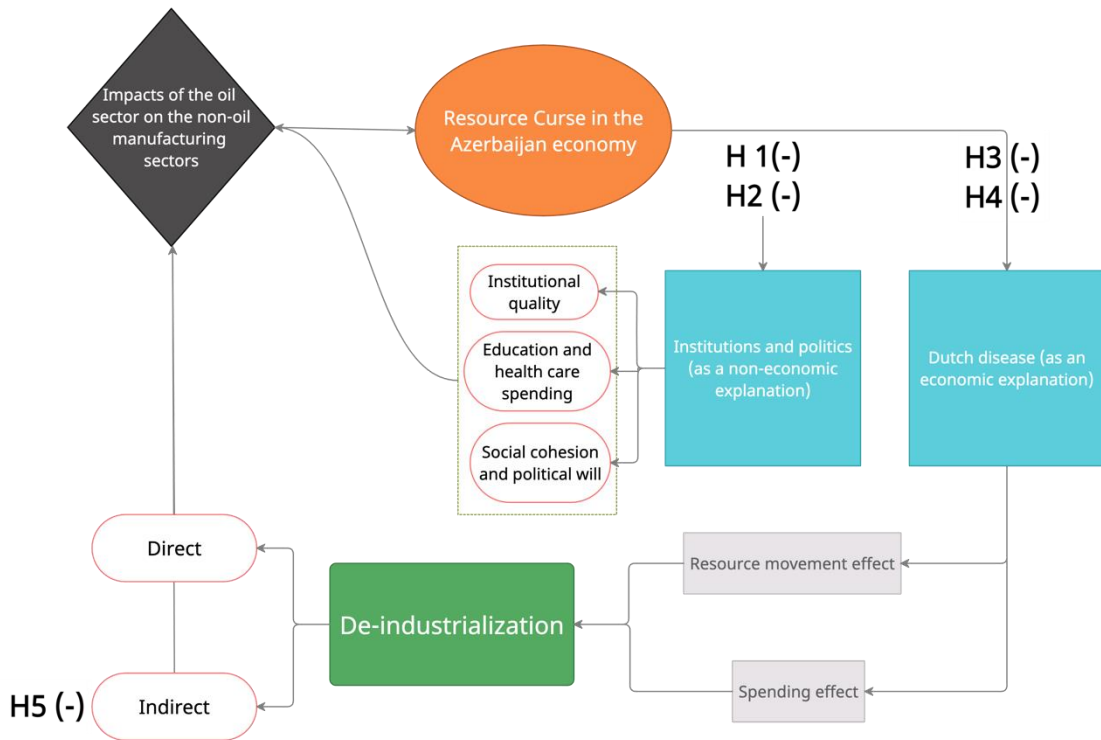 Impacts of the oil
sector on the non-oil
manufacturing
sectors
Resource Curse in the
Azerbaijan economy
H 1(-)
H2 (-)
H3 (-)
H4 (-)
Institutional
quality
Education and
health care
spending
Social cohesion
and political will
Institutions and politics
(as a non-economic
explanation)
Dutch disease (as an
economic explanation)
Direct
Resource movement effect
De-industrialization
H5 (-)
Indirect
Spending effect